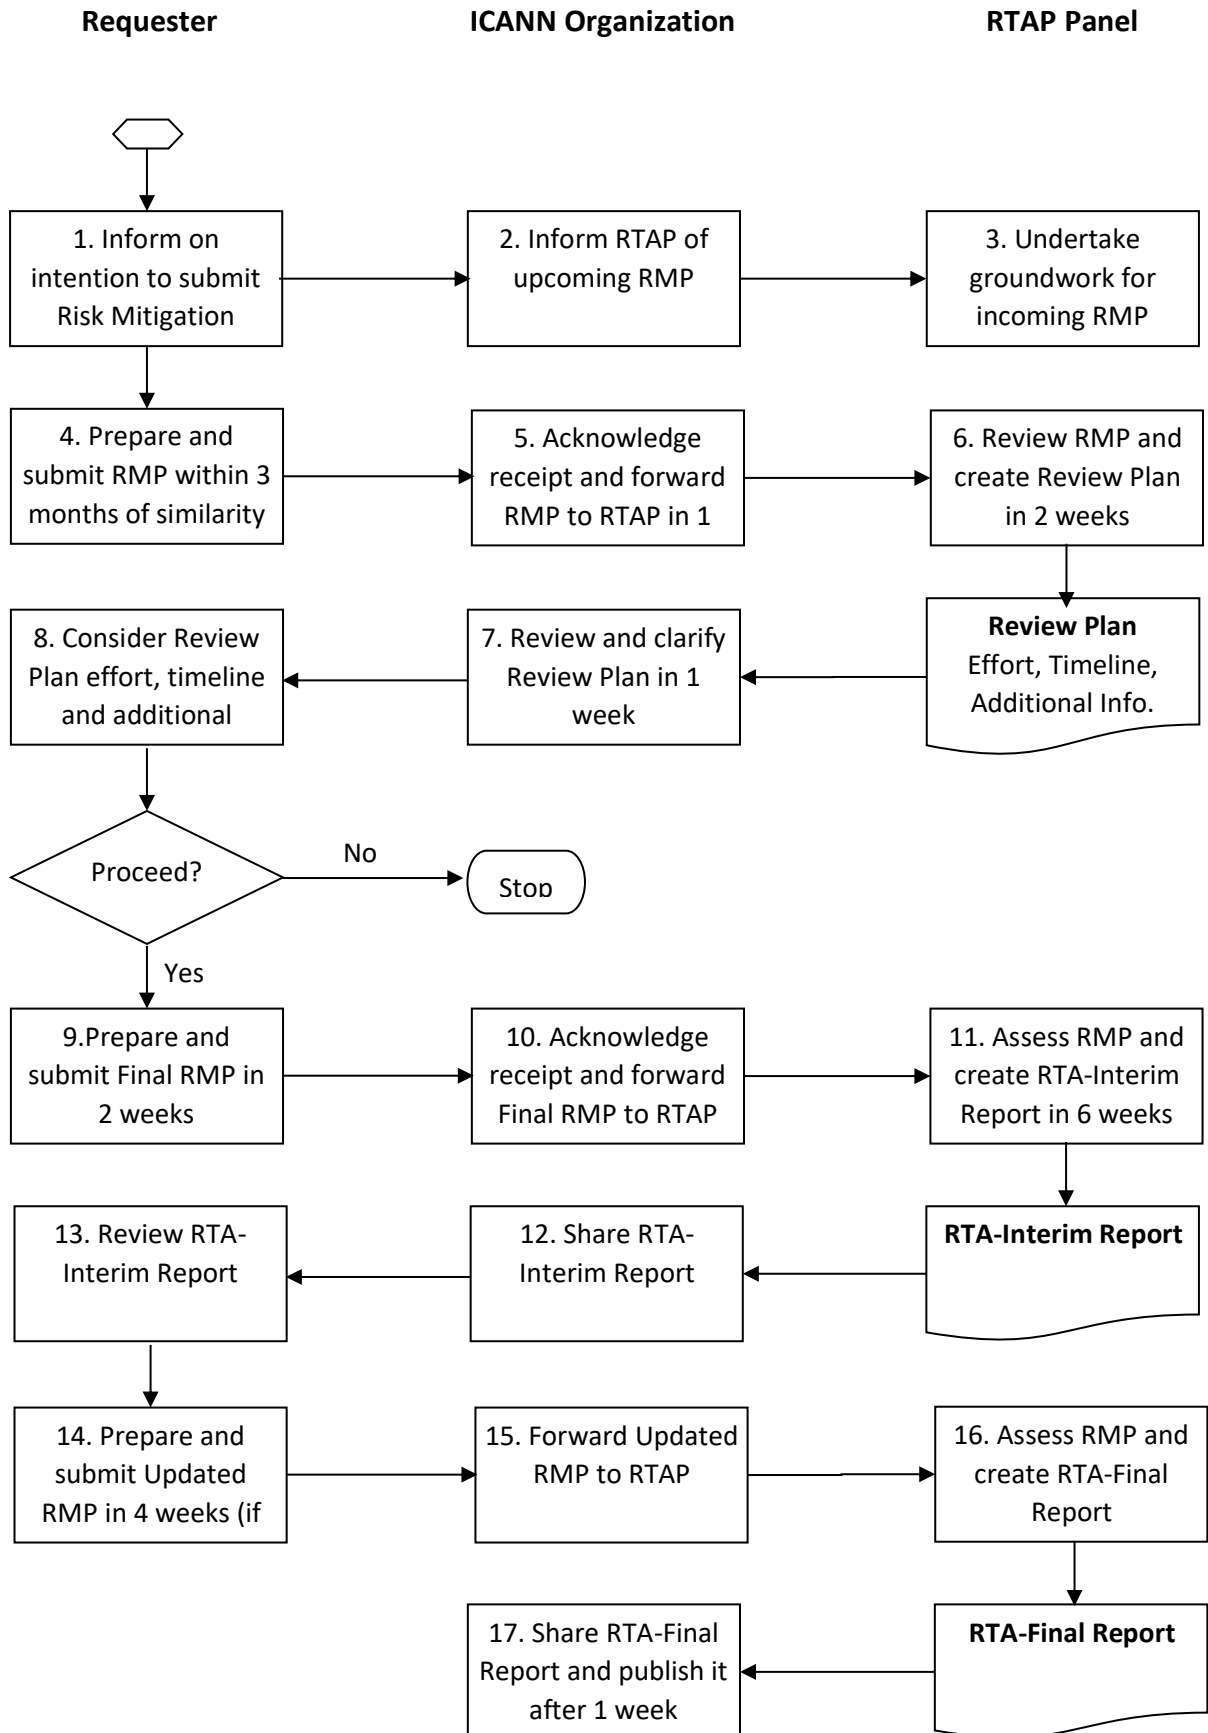 Requester
ICANN Organization
RTAP Panel
1. Inform on
intention to submit
Risk Mitigation
2. Inform RTAP of
upcoming RMP
3. Undertake
groundwork for
incoming RMP
4. Prepare and
submit RMP within 3
months of similarity
5. Acknowledge
receipt and forward
RMP to RTAP in 1
6. Review RMP and
create Review Plan
in 2 weeks
8. Consider Review
Plan effort, timeline
and additional
7. Review and clarify
Review Plan in 1
week
Review Plan
Effort, Timeline,
Additional Info.
Proceed?
No
Stop
Yes
9.Prepare and
submit Final RMP in
2 weeks
10. Acknowledge
receipt and forward
Final RMP to RTAP
11. Assess RMP and
create RTA-Interim
Report in 6 weeks
13. Review RTA-
Interim Report
12. Share RTA-
Interim Report
RTA-Interim Report
14. Prepare and
submit Updated
RMP in 4 weeks (if
15. Forward Updated
RMP to RTAP
16. Assess RMP and
create RTA-Final
Report
17. Share RTA-Final
Report and publish it
after 1 week
RTA-Final Report